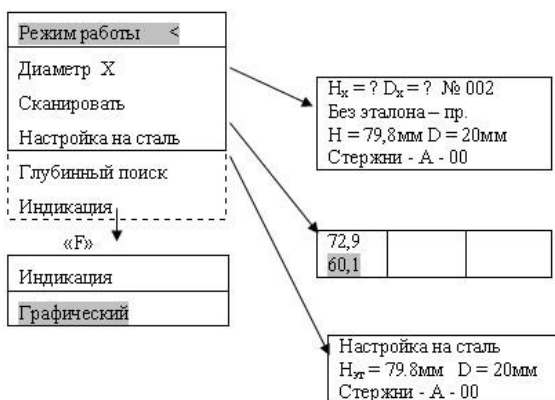 Режим работы <
Диаметр X
Сканировать
Настройка на сталь
Глубинный поиск
Индикация
«F»
Индикация
Графический
Hx = ? Dx = ? № 002
Без эталона – пр.
H = 79,8мм D = 20мм
Стержни - А - 00
72,9
60,1
Настройка на сталь
Hэт = 79.8мм D = 20мм
Стержни - А - 00